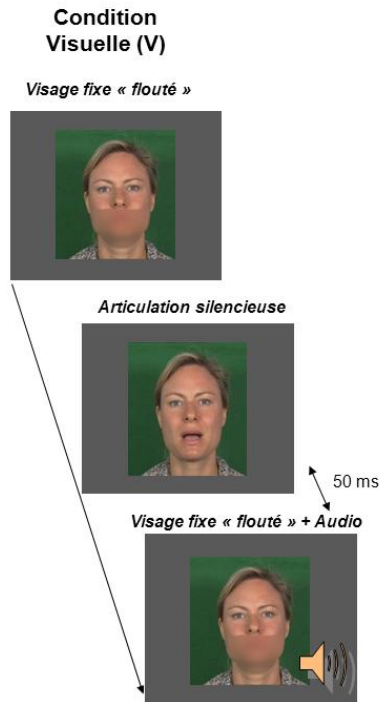 Condition
Visuelle (V)
Visage fixe « flouté »
Articulation silencieuse
50 ms
Visage fixe « flouté » + Audio